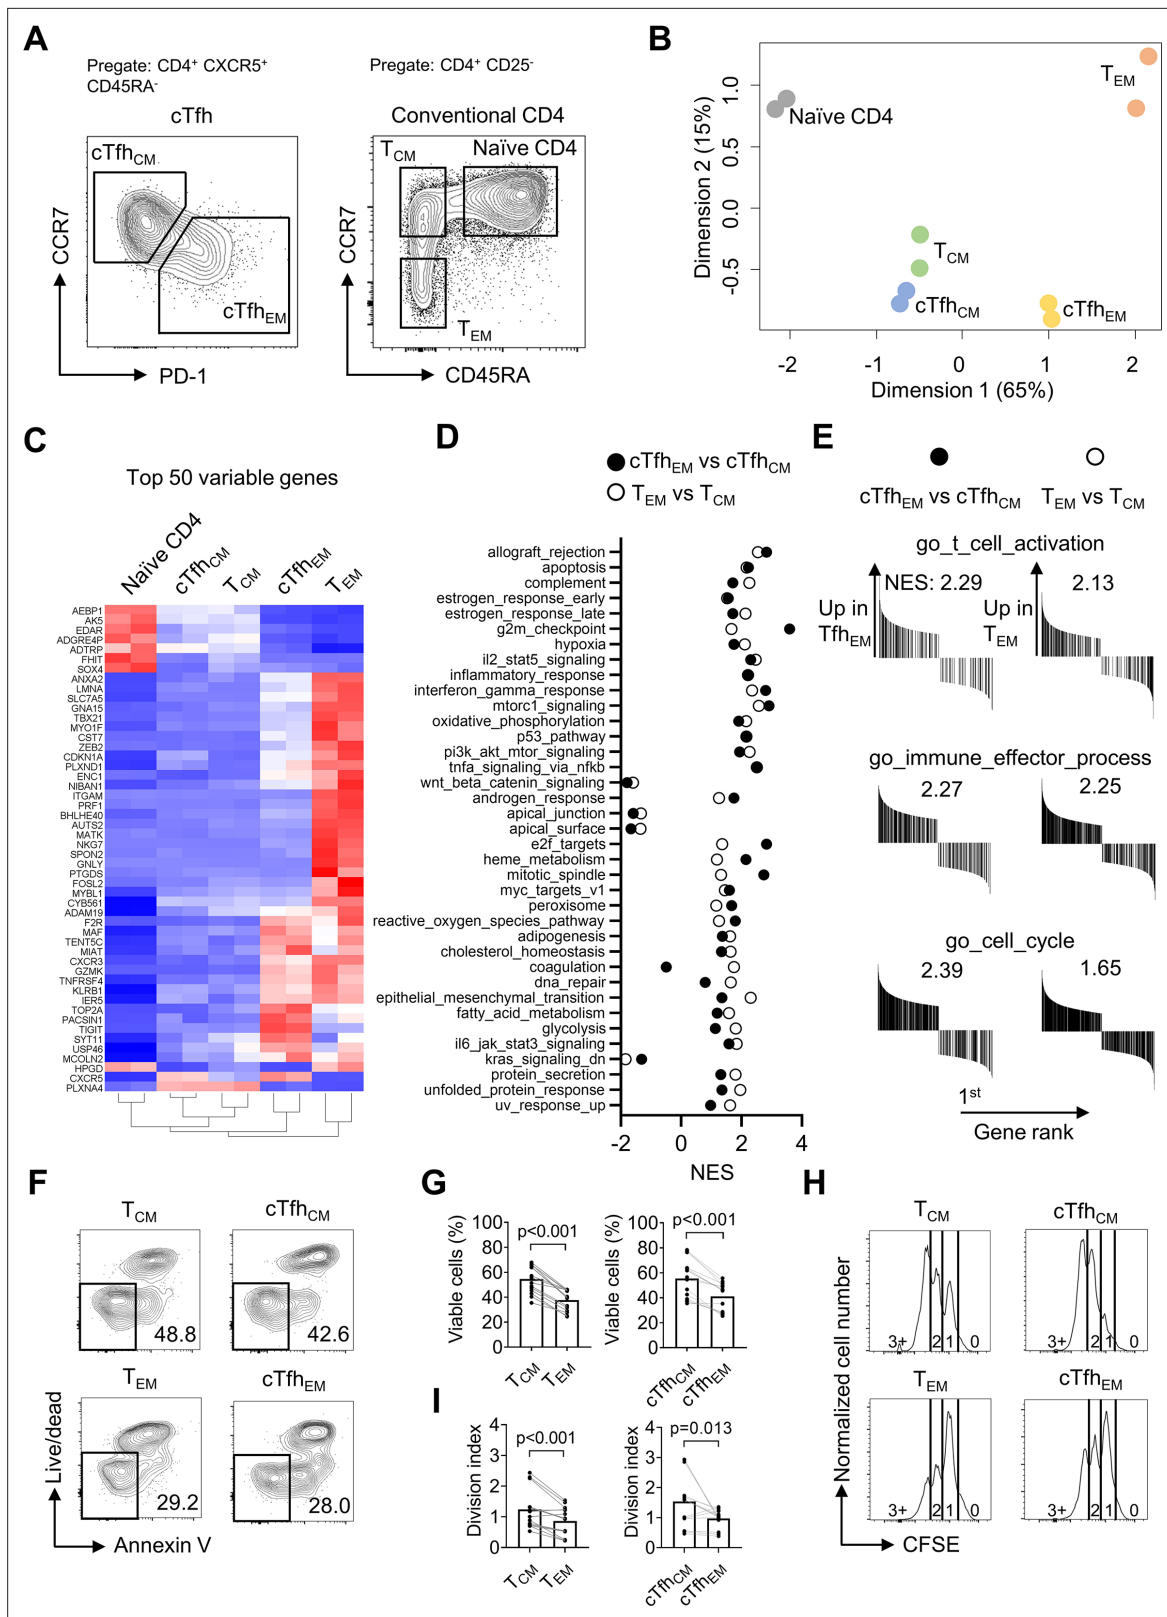 A
Pregate: CD4+ CXCR5+
CD45RA-
cTfh
cTfhCM
cTfhEM
CCR7
PD-1
Pregate: CD4+ CD25-
Conventional CD4
TCM
Naïve CD4
TEM
CCR7
CD45RA
B
Dimension 2 (15%)
1.0
0.5
0.0
-0.5
Naïve CD4
TEM
TCM
cTfhCM
cTfhEM
-2
-1
0
1
2
Dimension 1 (65%)
C
Top 50 variable genes
Naïve CD4
cTfhCM
TCM
cTfhEM
TEM
AEBP1
AK5
EDAR
ADGRE4P
ADTRP
FHIT
SOX4
ANXA2
LMNA
SLC7A5
GNA15
TBX21
MYO1F
CST7
ZEB2
CDKN1A
PLXND1
ENC1
NIBAN1
ITGAM
PRF1
BHLHE40
AUTS2
MATK
NKG7
SPON2
GNLY
PTGDS
FOSL2
MYBL1
CYB561
ADAM19
F2R
MAF
TENT5C
MIAT
CXCR3
GZMK
TNFRSF4
KLRB1
IER5
TOP2A
PACSIN1
TIGIT
SYT11
USP46
MCOLN2
HPGD
CXCR5
PLXNA4
D
cTfhEM vs cTfhCM
TEM vs TCM
allograft_rejection
apoptosis
complement
estrogen_response_early
estrogen_response_late
g2m_checkpoint
hypoxia
il2_stat5_signaling
inflammatory_response
interferon_gamma_response
mtorc1_signaling
oxidative_phosphorylation
p53_pathway
pi3k_akt_mtor_signaling
tnfa_signaling_via_nfkb
wnt_beta_catenin_signaling
androgen_response
apical_junction
apical_surface
e2f_targets
heme_metabolism
mitotic_spindle
myc_targets_v1
peroxisome
reactive_oxygen_species_pathway
adipogenesis
cholesterol_homeostasis
coagulation
dna_repair
epithelial_mesenchymal_transition
fatty_acid_metabolism
glycolysis
il6_jak_stat3_signaling
kras_signaling_dn
protein_secretion
unfolded_protein_response
uv_response_up
-2
0
2
4
NES
E
cTfhEM vs cTfhCM
TEM vs TCM
go_t_cell_activation
NES: 2.29
2.13
Up in
TfhEM
Up in
TEM
go_immune_effector_process
2.27
2.25
go_cell_cycle
2.39
1.65
1st
Gene rank
F
TCM
cTfhCM
48.8
42.6
TEM
cTfhEM
29.2
28.0
Live/dead
Annexin V
G
Viable cells (%)
100
80
60
40
20
0
p<0.001
TCM
TEM
Viable cells (%)
100
80
60
40
20
0
p<0.001
cTfhCM
cTfhEM
H
TCM
cTfhCM
3+ 2 1 0
3+ 2 1 0
TEM
cTfhEM
3+ 2 1 0
3+ 2 1 0
Normalized cell number
CFSE
I
Division index
4
3
2
1
0
p<0.001
TCM
TEM
Division index
4
3
2
1
0
p=0.013
cTfhCM
cTfhEM